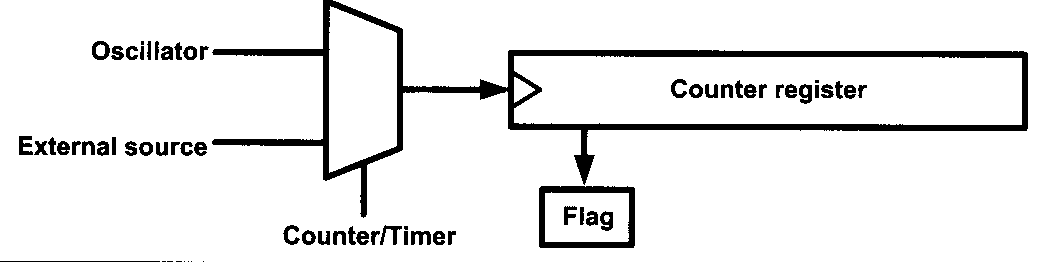 Oscillator
External source
Counter/Timer
Counter register
Flag